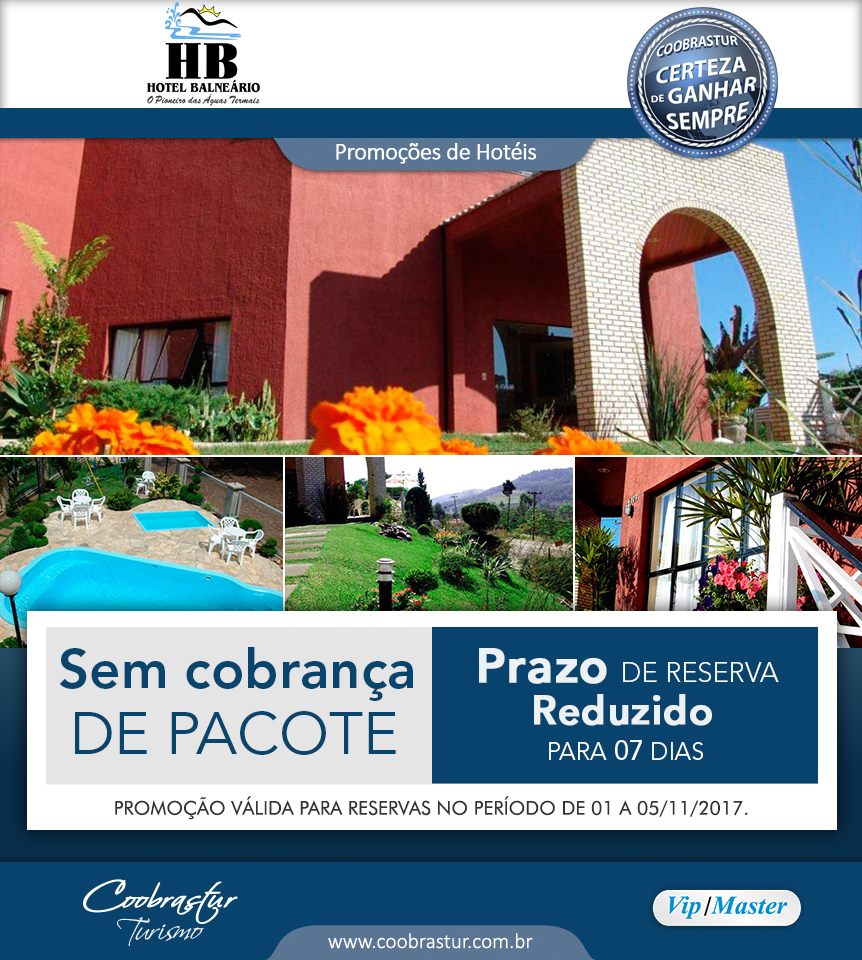 HB
HOTEL BALNEÁRIO
O Pioneiro das Águas Termais
COOBRASTUR
CERTEZA
DE GANHAR
SEMPRE
Promoções de Hotéis
Sem cobrança
DE PACOTE
Prazo DE RESERVA
Reduzido
PARA 07 DIAS
PROMOÇÃO VÁLIDA PARA RESERVAS NO PERÍODO DE 01 A 05/11/2017.
Coobrastur
Turismo
Vip/Master
www.coobrastur.com.br